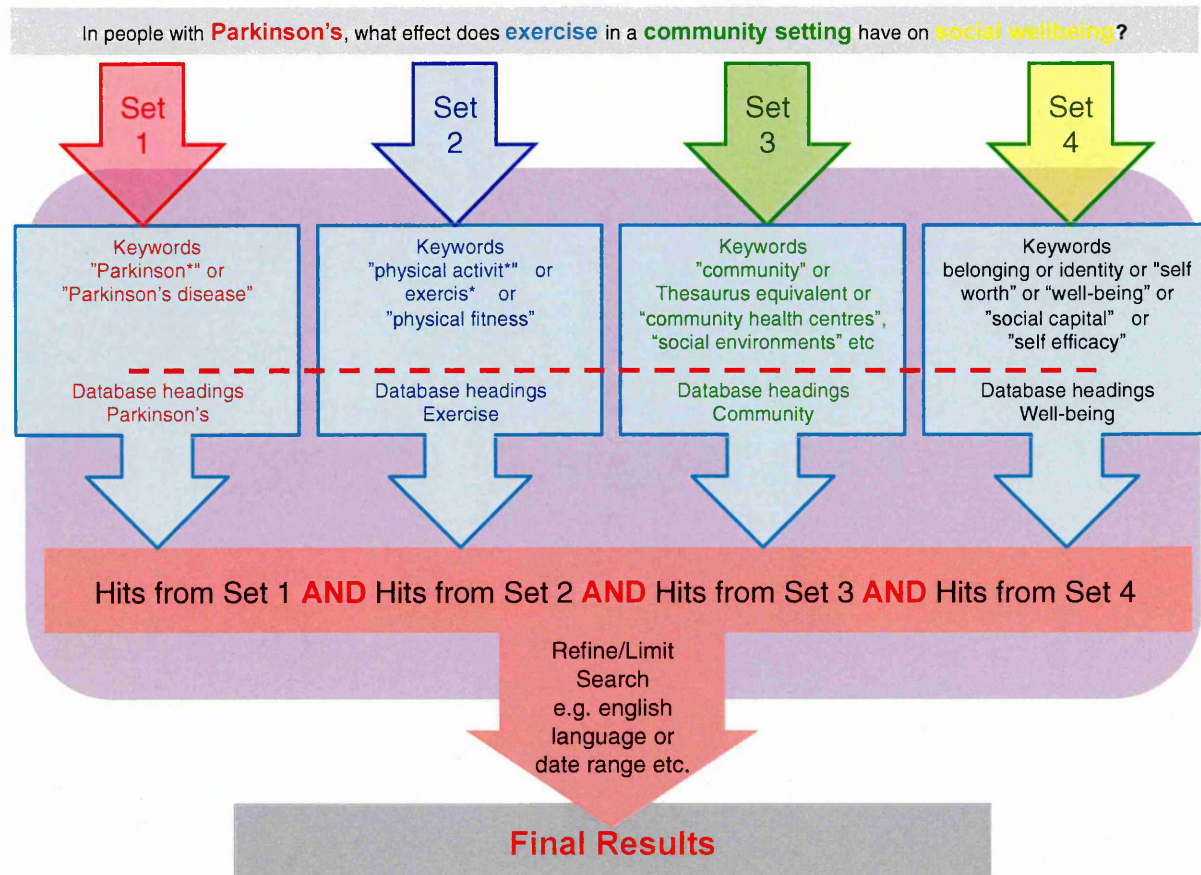 In people with Parkinson's, what effect does exercise in a community setting have on social wellbeing?
Set
1
Set
2
Set
3
Set
4
Keywords
"Parkinson*" or
"Parkinson's disease"
Database headings
Parkinson's
Keywords
"physical activit*" or
exercis* or
"physical fitness"
Database headings
Exercise
Keywords
"community" or
Thesaurus equivalent or
"community health centres",
"social environments" etc
Database headings
Community
Keywords
belonging or identity or "self
worth" or "well-being" or
"social capital" or
"self efficacy"
Database headings
Well-being
Hits from Set 1 AND Hits from Set 2 AND Hits from Set 3 AND Hits from Set 4
Refine/Limit
Search
e.g. english
language or
date range etc.
Final Results